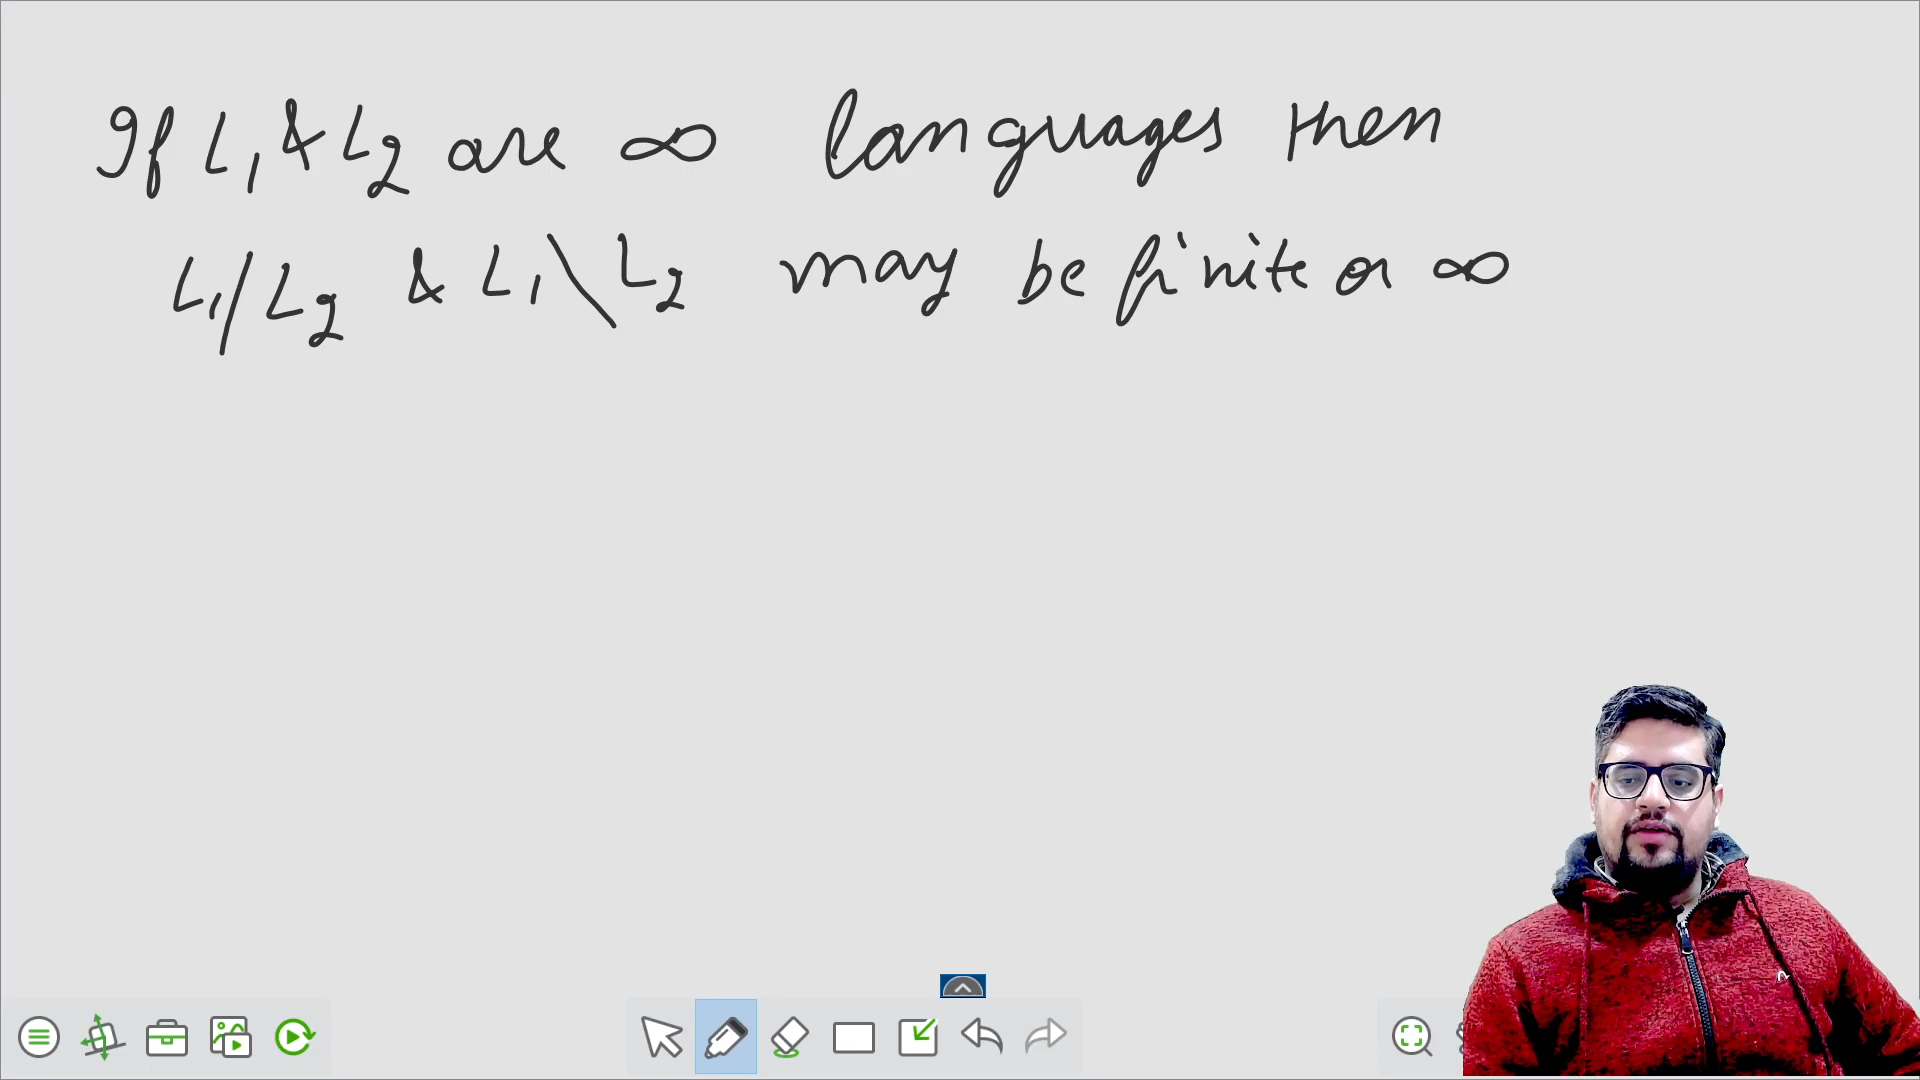 If L₁ & L₂ are ∞ languages then
L₁/L₂ & L₁\L₂ may be finite or ∞